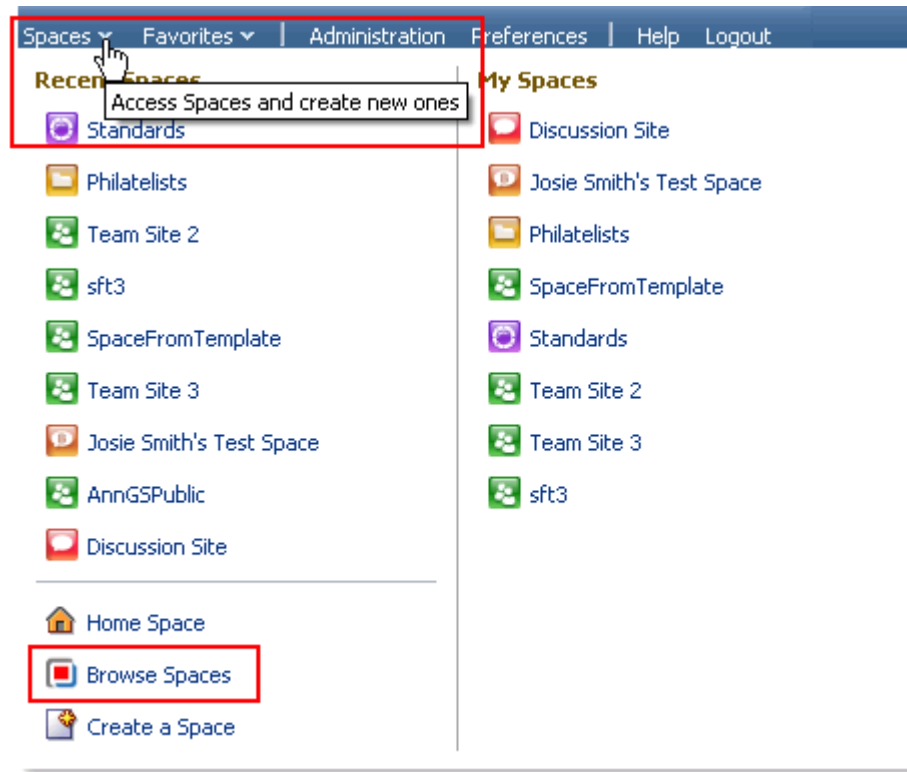 Spaces Favorites | Administration Preferences | Help Logout
Recent Spaces
Access Spaces and create new ones
Standards
Philatelists
Team Site 2
sft3
SpaceFromTemplate
Team Site 3
Josie Smith's Test Space
AnnGSPublic
Discussion Site
Home Space
Browse Spaces
Create a Space
My Spaces
Discussion Site
Josie Smith's Test Space
Philatelists
SpaceFromTemplate
Standards
Team Site 2
Team Site 3
sft3